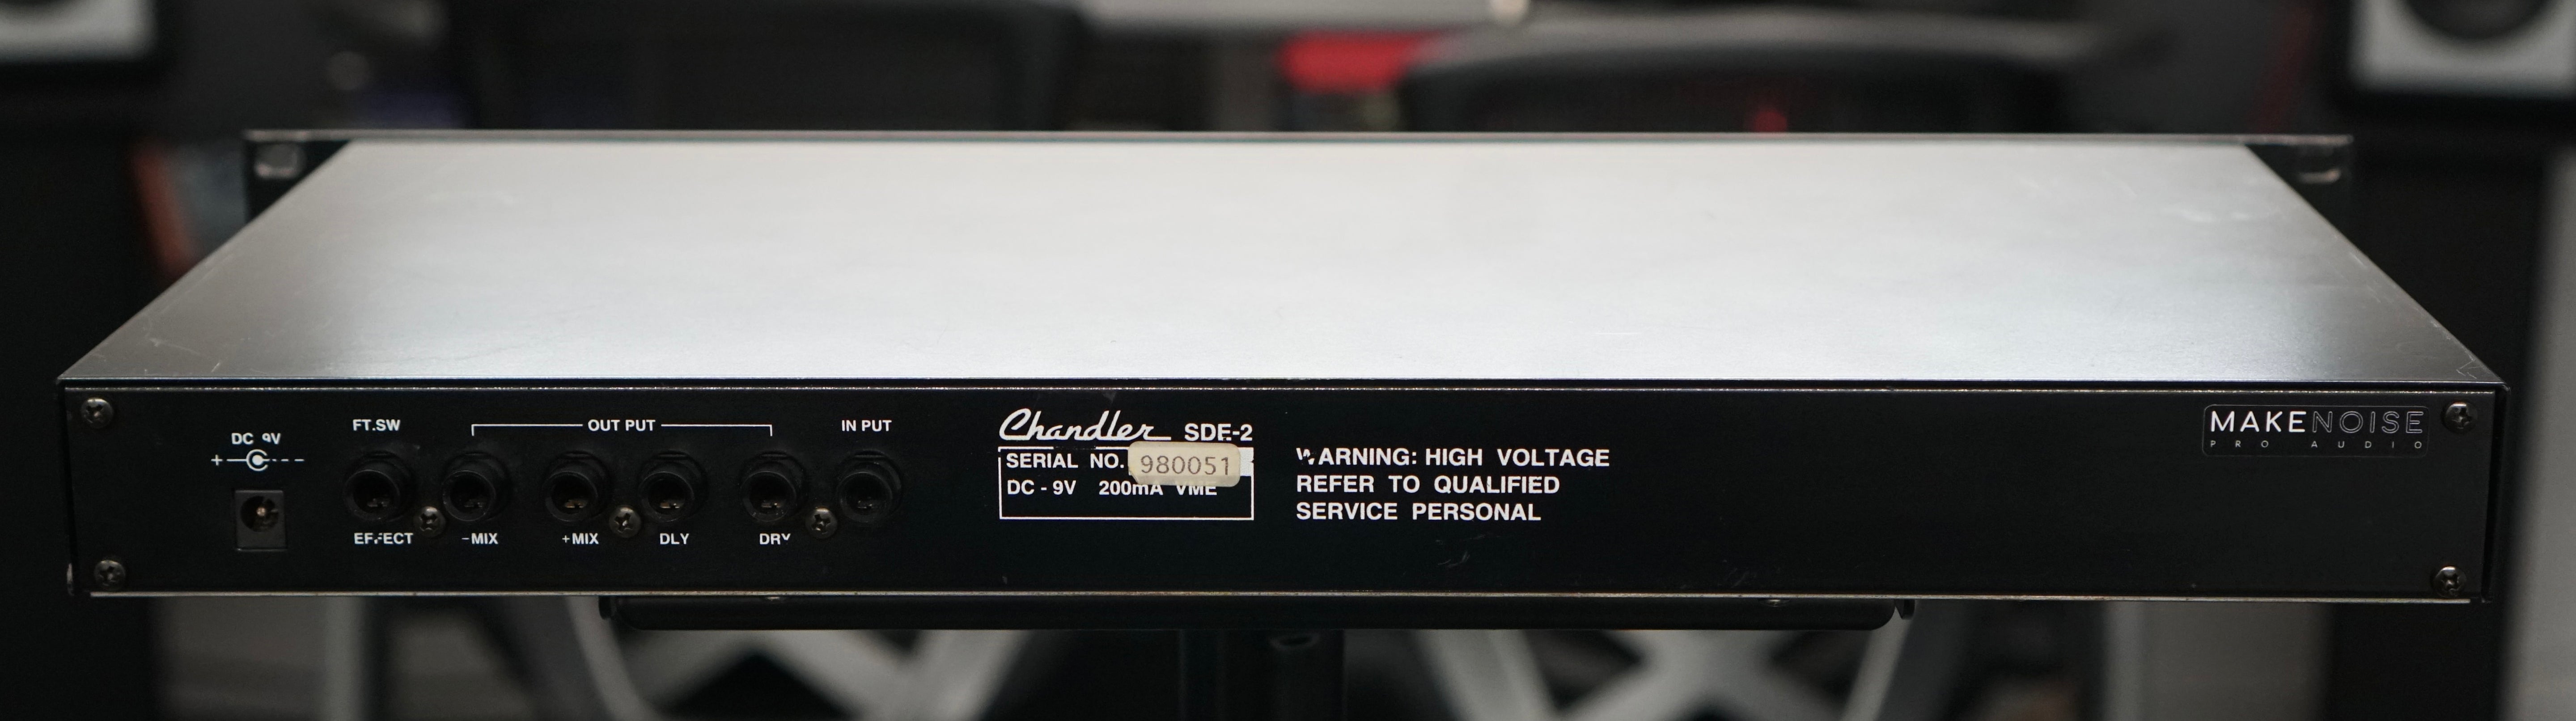 DC 9V
+
FT.SW
OUT PUT
IN PUT
EFFECT
-MIX
+MIX
DLY
DRY
Chandler SDE-2
SERIAL NO. 980051
DC - 9V 200mA VME
WARNING: HIGH VOLTAGE
REFER TO QUALIFIED
SERVICE PERSONAL
MAKENOISE
PRO AUDIO